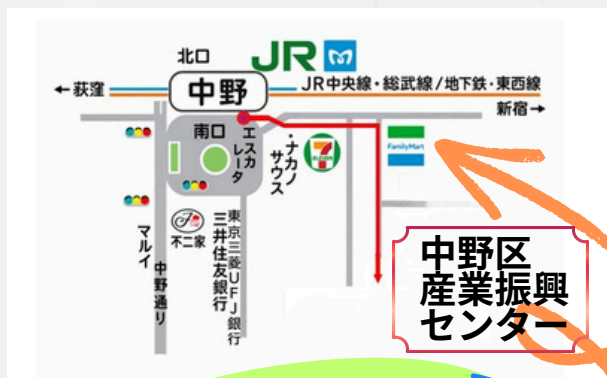 北口
JR
←荻窪
中野
JR中央線・総武線/地下鉄・東西線
新宿→
南口
エスカレータ
・ナカノサウス
7
ELEVEN
FamilyMart
マルイ
中野通り
不二家
三井住友銀行
東京三菱UFJ銀行
中野区
産業振興
センター